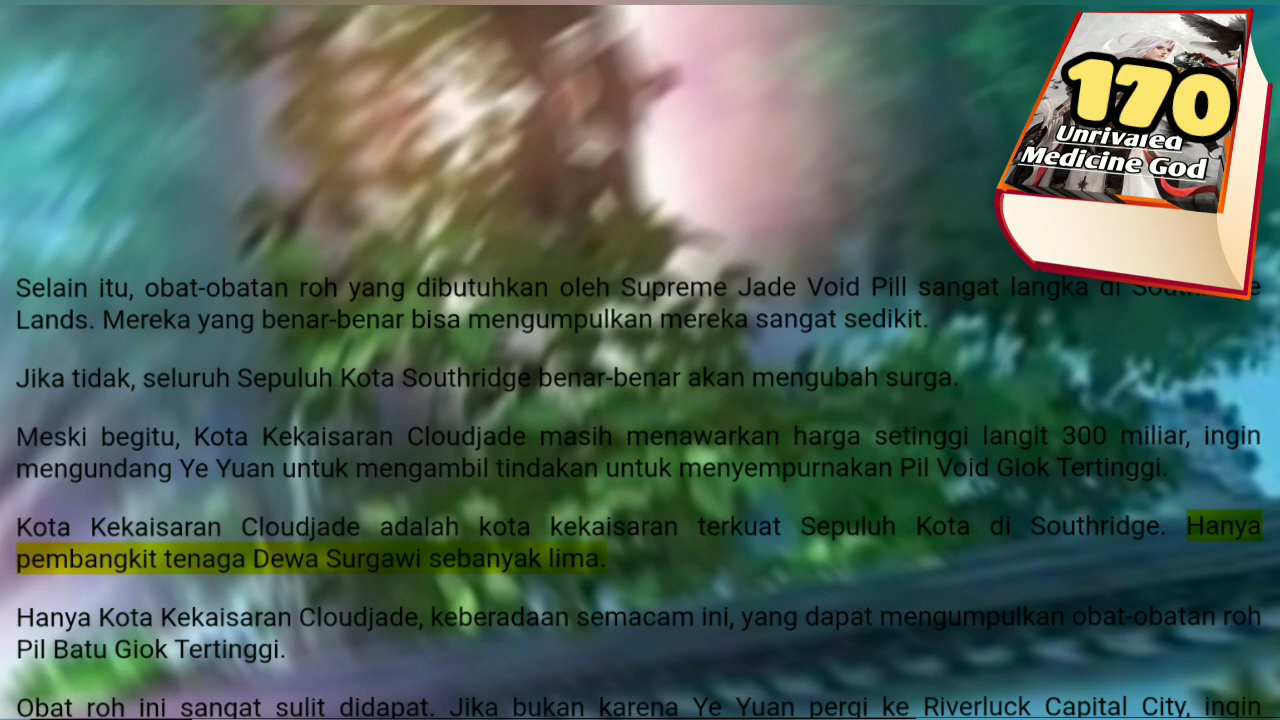 170
Unrivaled
Medicine God
Selain itu, obat-obatan roh yang dibutuhkan oleh Supreme Jade Void Pill sangat langka di
Lands. Mereka yang benar-benar bisa mengumpulkan mereka sangat sedikit.
Jika tidak, seluruh Sepuluh Kota Southridge benar-benar akan mengubah surga.
Meski begitu, Kota Kekaisaran Cloudjade masih menawarkan harga setinggi langit 300 miliar, ingin
mengundang Ye Yuan untuk mengambil tindakan untuk menyempurnakan Pil Void Giok Tertinggi.
Kota Kekaisaran Cloudjade adalah kota kekaisaran terkuat Sepuluh Kota di Southridge. Hanya
pembangkit tenaga Dewa Surgawi sebanyak lima.
Hanya Kota Kekaisaran Cloudjade, keberadaan semacam ini, yang dapat mengumpulkan obat-obatan roh
Pil Batu Giok Tertinggi.
Obat roh ini sangat sulit didapat. Jika bukan karena Ye Yuan pergi ke Riverluck Capital City, ingin